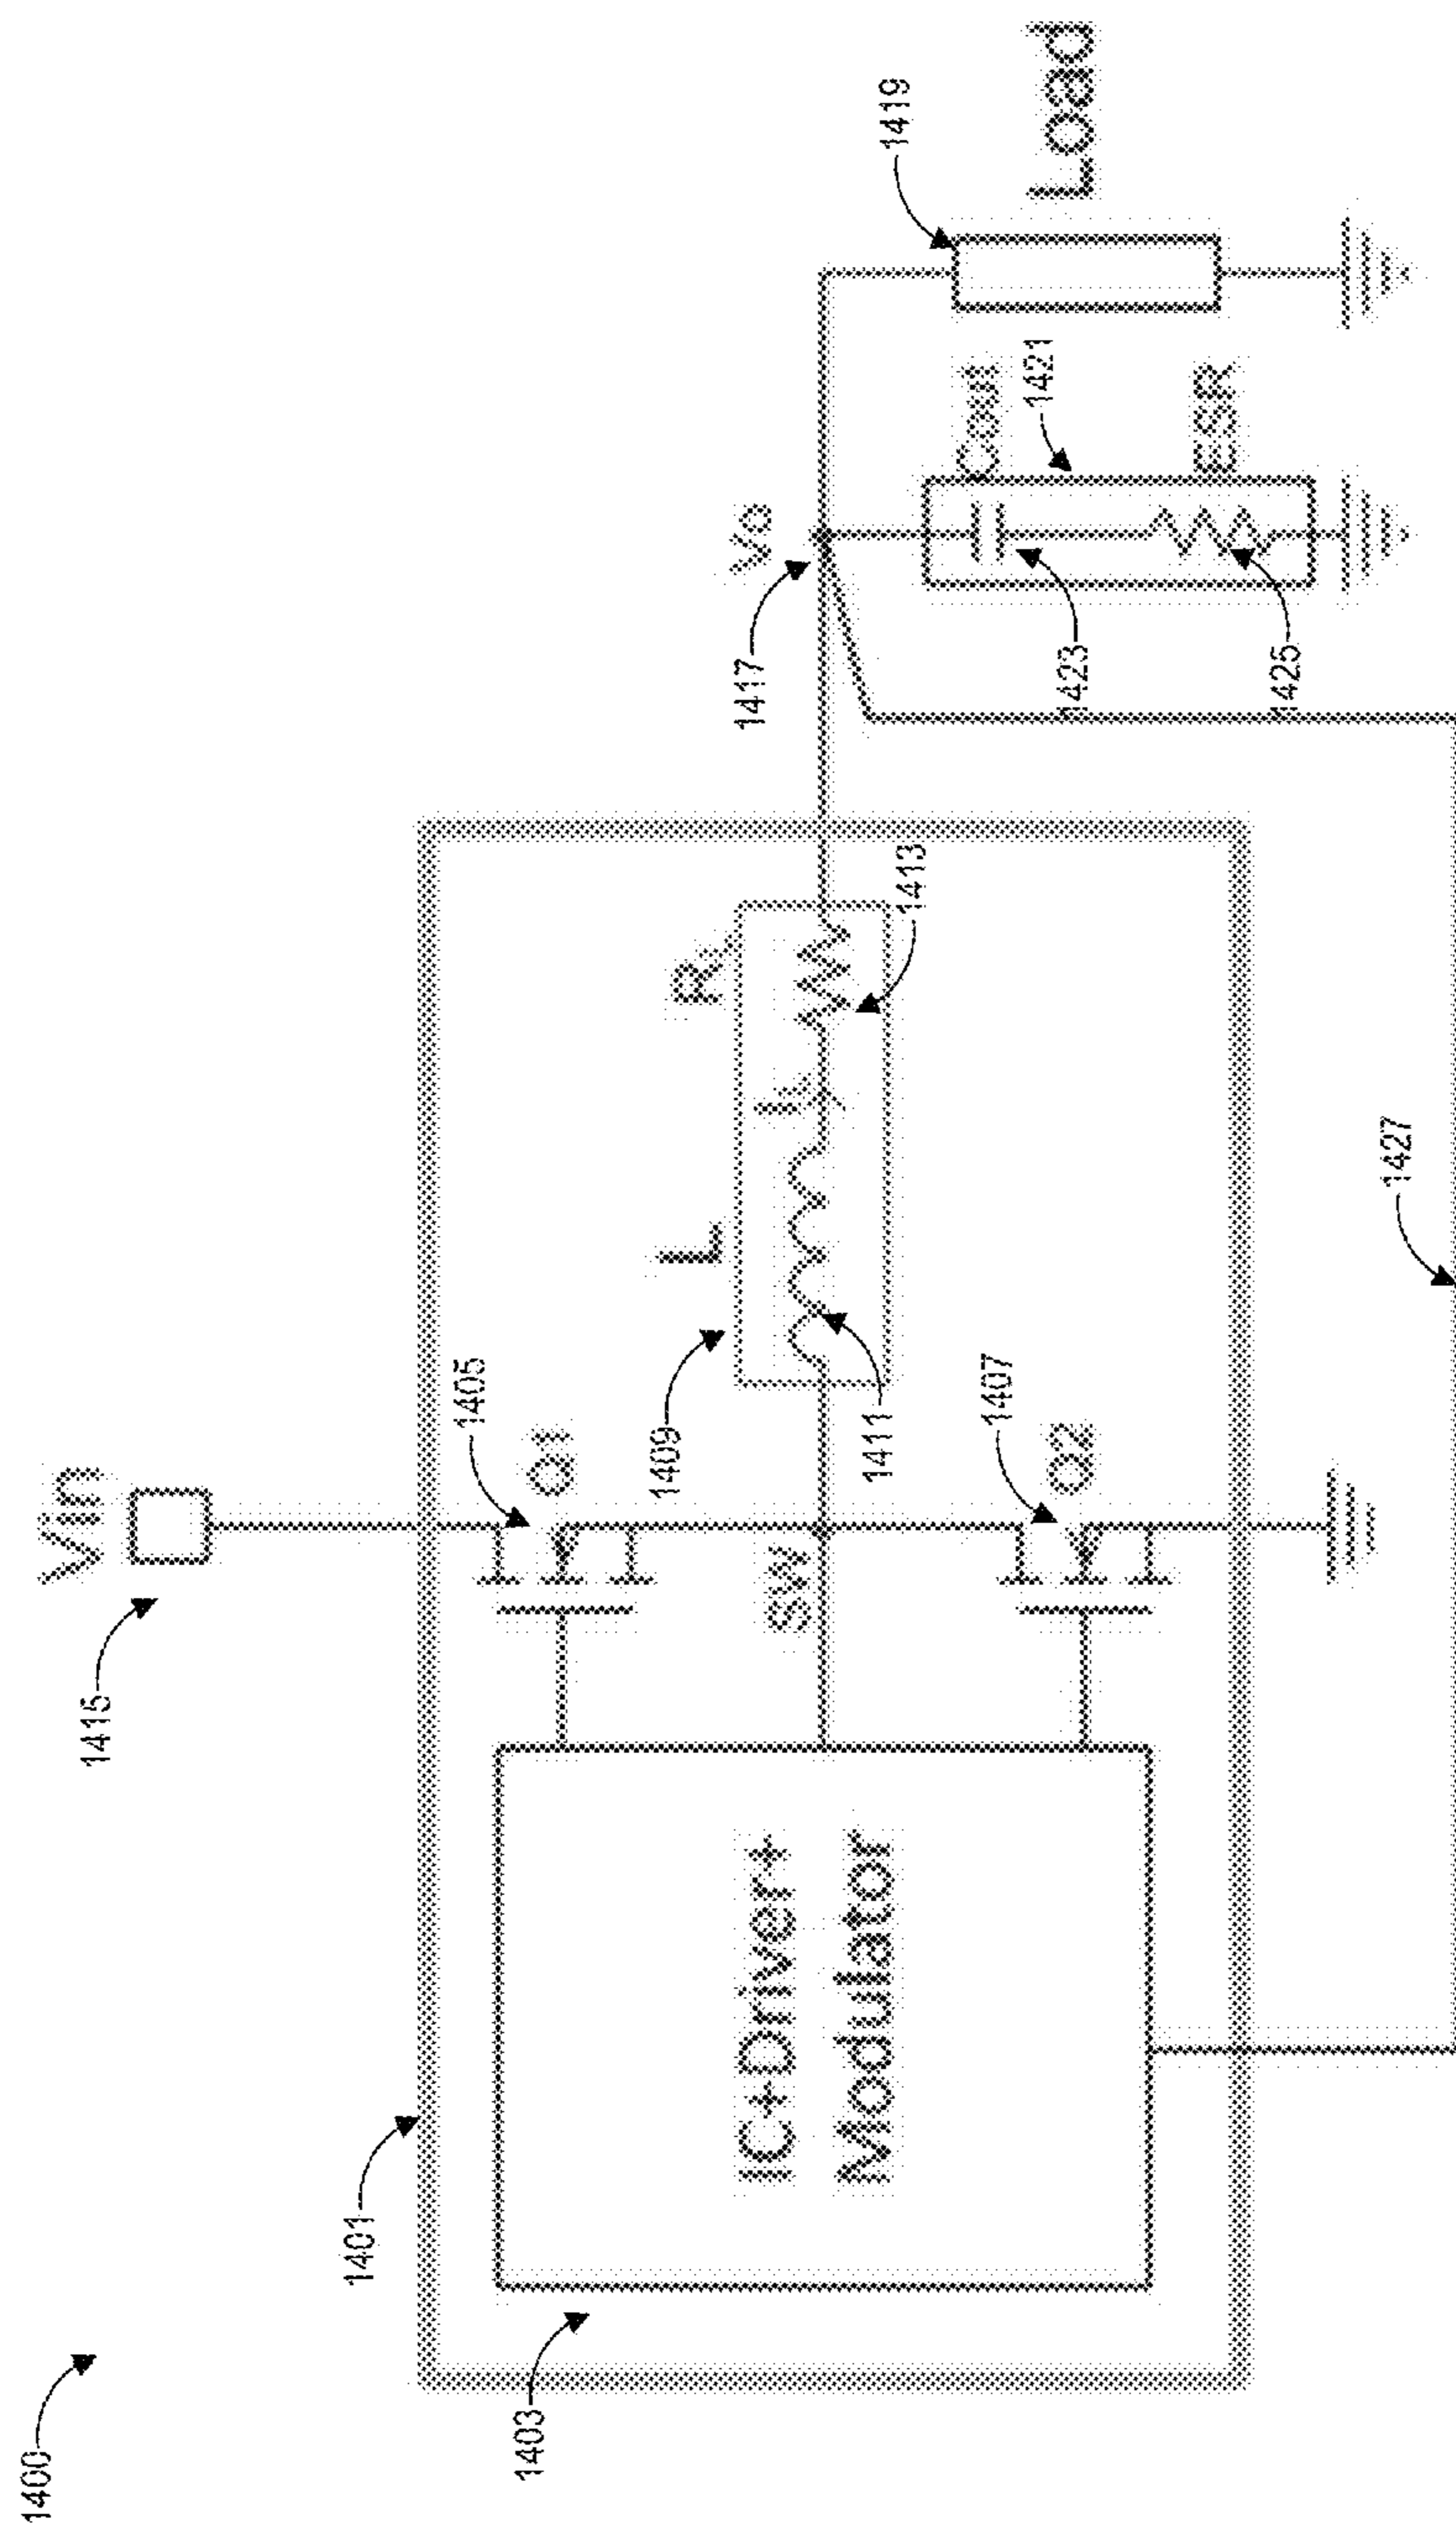 1400
1401
1403
IC+Driver+
Modulator
1415
Vin
1405
Q1
SW
1407
Q2
1409
L
1411
I
R
1413
1417
Vo
Cout
1421
ESR
1423
1425
1419
Load
1427